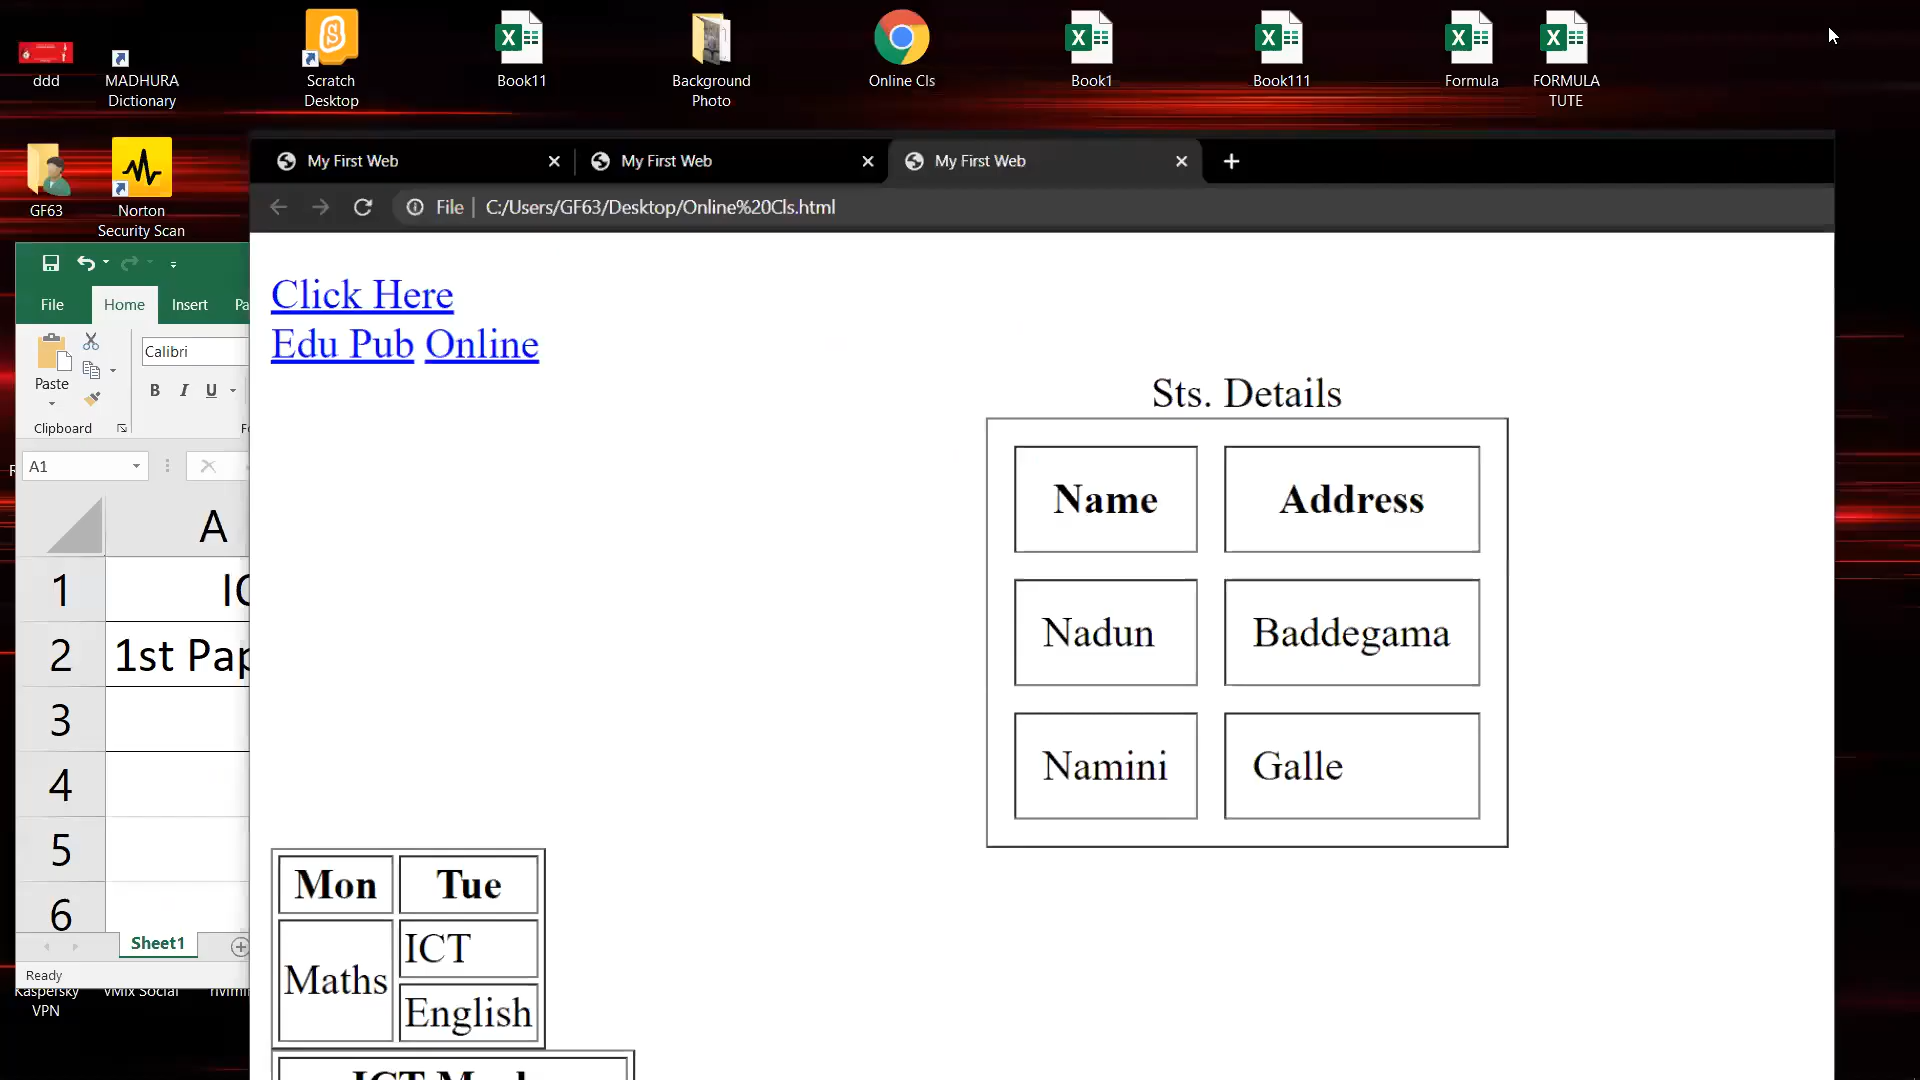 ddd
MADHURA
Dictionary
Scratch
Desktop
Book11
Background
Photo
Online Cls
Book1
Book111
Formula
FORMULA
TUTE
GF63
Norton
Security Scan
My First Web
My First Web
My First Web
File
C:/Users/GF63/Desktop/Online%20Cls.html
File
Home
Insert
Pa
Calibri
Paste
B I U
Clipboard
A1
A
1
2
1st Pap
3
4
5
6
Sheet1
Ready
Kaspersky
VPN
vMix Social
Click Here
Edu Pub Online
Sts. Details
Name Address
Nadun Baddegama
Namini Galle
Mon Tue
Maths
ICT
English